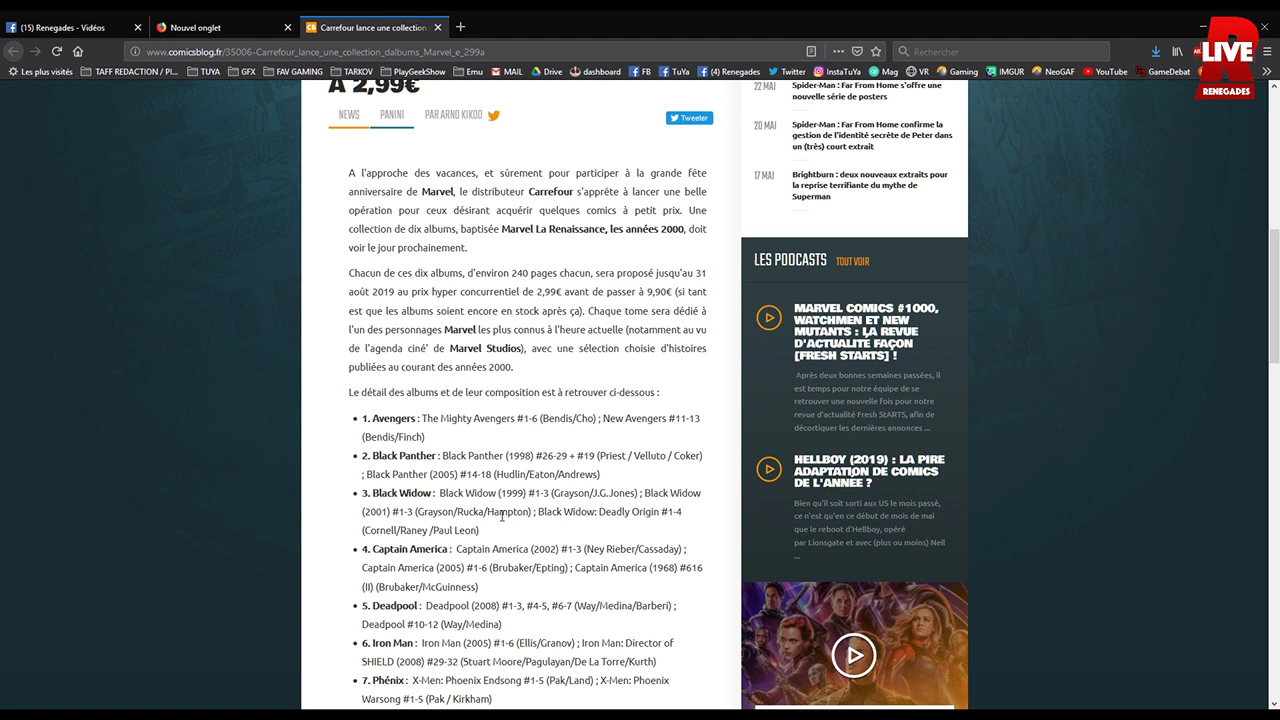 (15) Renegades - Vidéos
Nouvel onglet
Carrefour lance une collection
www.comicsblog.fr/35006-Carrefour_lance_une_collection_dalbums_Marvel_e_299a
Rechercher
Les plus visités
TAFF REDACTION / PL...
TUYA
GFX
FAV GAMING
TARKOV
PlayGeekShow
Emu
MAIL
Drive
dashboard
FB
TuYa
(4) Renegades
Twitter
InstaTuYa
Mag
VR
Gaming
IMGUR
NeoGAF
YouTube
GameDebat
R
LIVE
RENEGADES
À 2,99€
NEWS
PANINI
PAR ARNO KIKOO
Tweeter
A l'approche des vacances, et sûrement pour participer à la grande fête
anniversaire de Marvel, le distributeur Carrefour s'apprête à lancer une belle
opération pour ceux désirant acquérir quelques comics à petit prix. Une
collection de dix albums, baptisée Marvel La Renaissance, les années 2000, doit
voir le jour prochainement.
Chacun de ces dix albums, d'environ 240 pages chacun, sera proposé jusqu'au 31
août 2019 au prix hyper concurrentiel de 2,99€ avant de passer à 9,90€ (si tant
est que les albums soient encore en stock après ça). Chaque tome sera dédié à
l'un des personnages Marvel les plus connus à l'heure actuelle (notamment au vu
de l'agenda ciné' de Marvel Studios), avec une sélection choisie d'histoires
publiées au courant des années 2000.
Le détail des albums et de leur composition est à retrouver ci-dessous :
• 1. Avengers : The Mighty Avengers #1-6 (Bendis/Cho) ; New Avengers #11-13
(Bendis/Finch)
• 2. Black Panther : Black Panther (1998) #26-29 + #19 (Priest / Velluto / Coker)
; Black Panther (2005) #14-18 (Hudlin/Eaton/Andrews)
• 3. Black Widow : Black Widow (1999) #1-3 (Grayson/J.G.Jones) ; Black Widow
(2001) #1-3 (Grayson/Rucka/Hampton) ; Black Widow: Deadly Origin #1-4
(Cornell/Raney /Paul Leon)
• 4. Captain America : Captain America (2002) #1-3 (Ney Rieber/Cassaday) ;
Captain America (2005) #1-6 (Brubaker/Epting) ; Captain America (1968) #616
(II) (Brubaker/McGuinness)
• 5. Deadpool : Deadpool (2008) #1-3, #4-5, #6-7 (Way/Medina/Barberi) ;
Deadpool #10-12 (Way/Medina)
• 6. Iron Man : Iron Man (2005) #1-6 (Ellis/Granov) ; Iron Man: Director of
SHIELD (2008) #29-32 (Stuart Moore/Pagulayan/De La Torre/Kurth)
• 7. Phénix : X-Men: Phoenix Endsong #1-5 (Pak/Land) ; X-Men: Phoenix
Warsong #1-5 (Pak / Kirkham)
22 MAI
Spider-Man : Far From Home s'offre une
nouvelle série de posters
20 MAI
Spider-Man : Far From Home confirme la
gestion de l'identité secrète de Peter dans
un (très) court extrait
17 MAI
Brightburn : deux nouveaux extraits pour
la reprise terrifiante du mythe de
Superman
LES PODCASTS
TOUT VOIR
MARVEL COMICS #1000,
WATCHMEN ET NEW
MUTANTS : LA REVUE
D'ACTUALITÉ FAÇON
[FRESH STARTS] !
Après deux bonnes semaines passées, il
est temps pour notre équipe de se
retrouver une nouvelle fois pour notre
revue d'actualité Fresh StARTS, afin de
décortiquer les dernières annonces ...
HELLBOY (2019) : LA PIRE
ADAPTATION DE COMICS
DE L'ANNEE ?
Bien qu'il soit sorti aux US le mois passé,
ce n'est qu'en ce début de mois de mai
que le reboot d'Hellboy, opéré
par Lionsgate et avec (plus ou moins) Neil
...